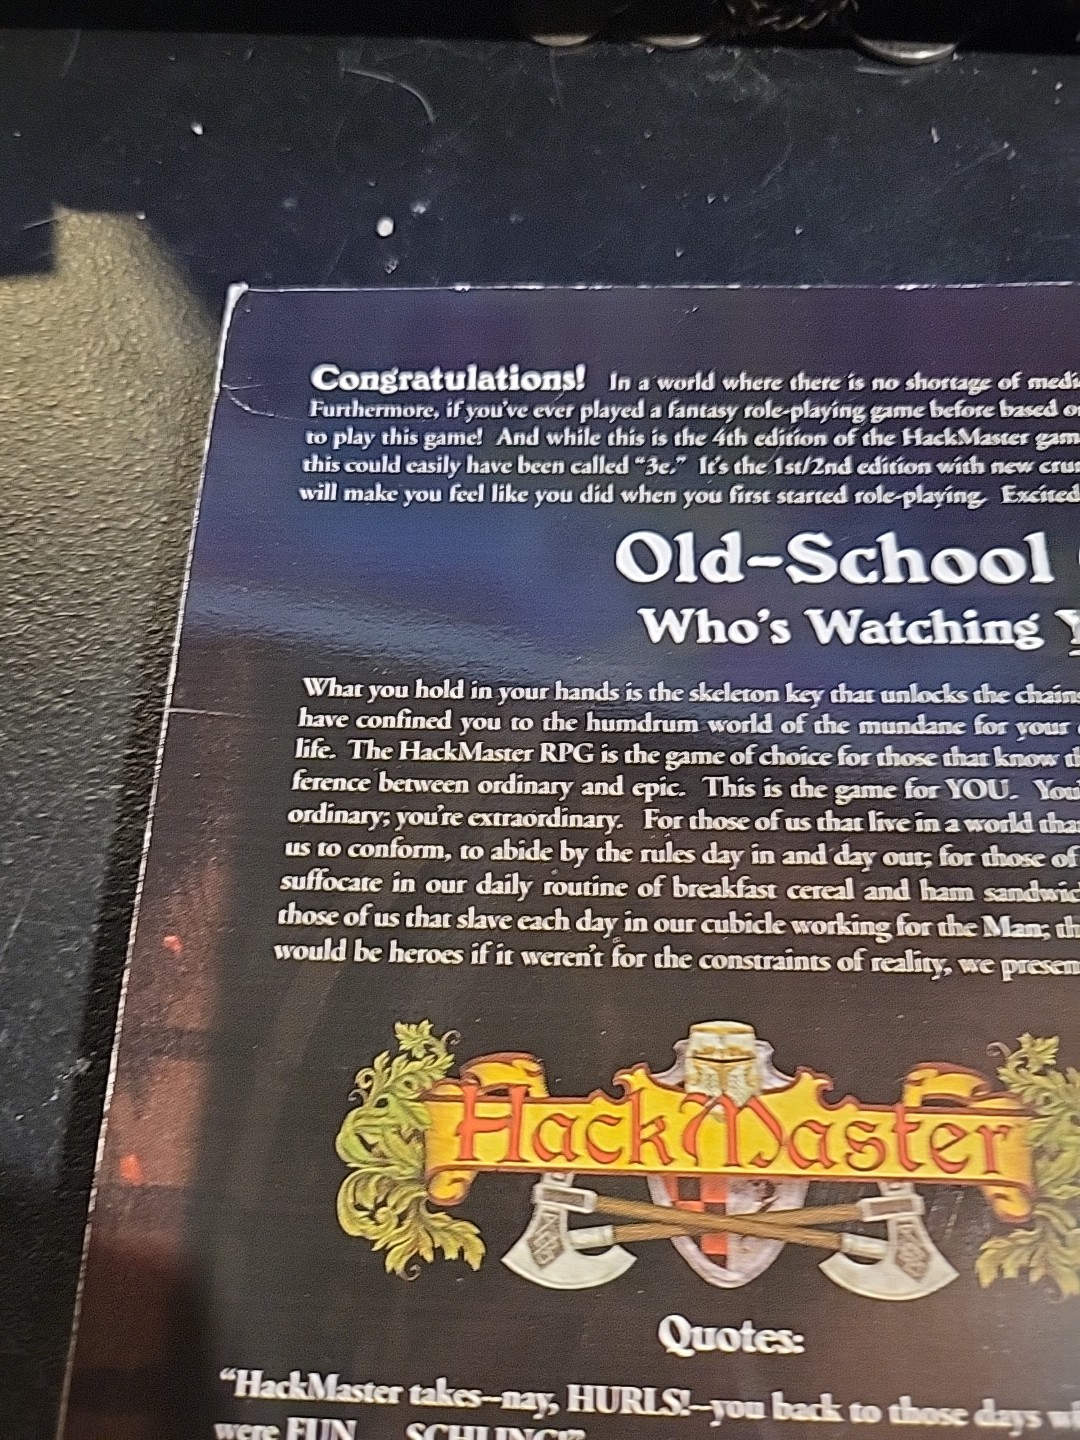 Congratulations! In a world where there is no shortage of
Furthermore, if you've ever played a fantasy role-playing game before based
to play this game! And while this is the 4th edition of the HackMaster
this could easily have been called "3e." It's the 1st/2nd edition with new
will make you feel like you did when you first started role-playing. Excited
Old-School
Who's Watching
What you hold in your hands is the skeleton key that unlocks the chains
have confined you to the humdrum world of the mundane for your
life. The HackMaster RPG is the game of choice for those that know
ference between ordinary and epic. This is the game for YOU.
ordinary; you're extraordinary. For those of us that live in a world
us to conform, to abide by the rules day in and day out; for those of
suffocate in our daily routine of breakfast cereal and ham
those of us that slave each day in our cubicle working for the Man;
would be heroes if it weren't for the constraints of reality, we
HackMaster
Quotes:
"HackMaster takes--nay, HURLS!--you back to those days
were FUN